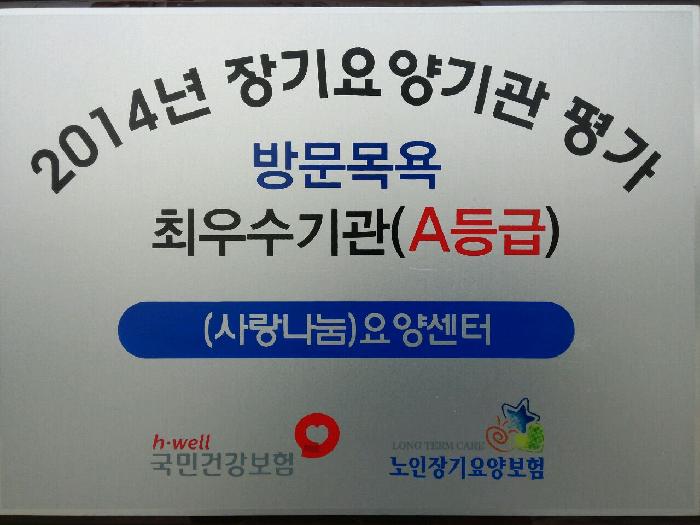 2014년 장기요양기관 평가
방문목욕
최우수기관(A등급)
(사랑나눔)요양센터
h·well
국민건강보험
LONG TERM CARE
노인장기요양보험